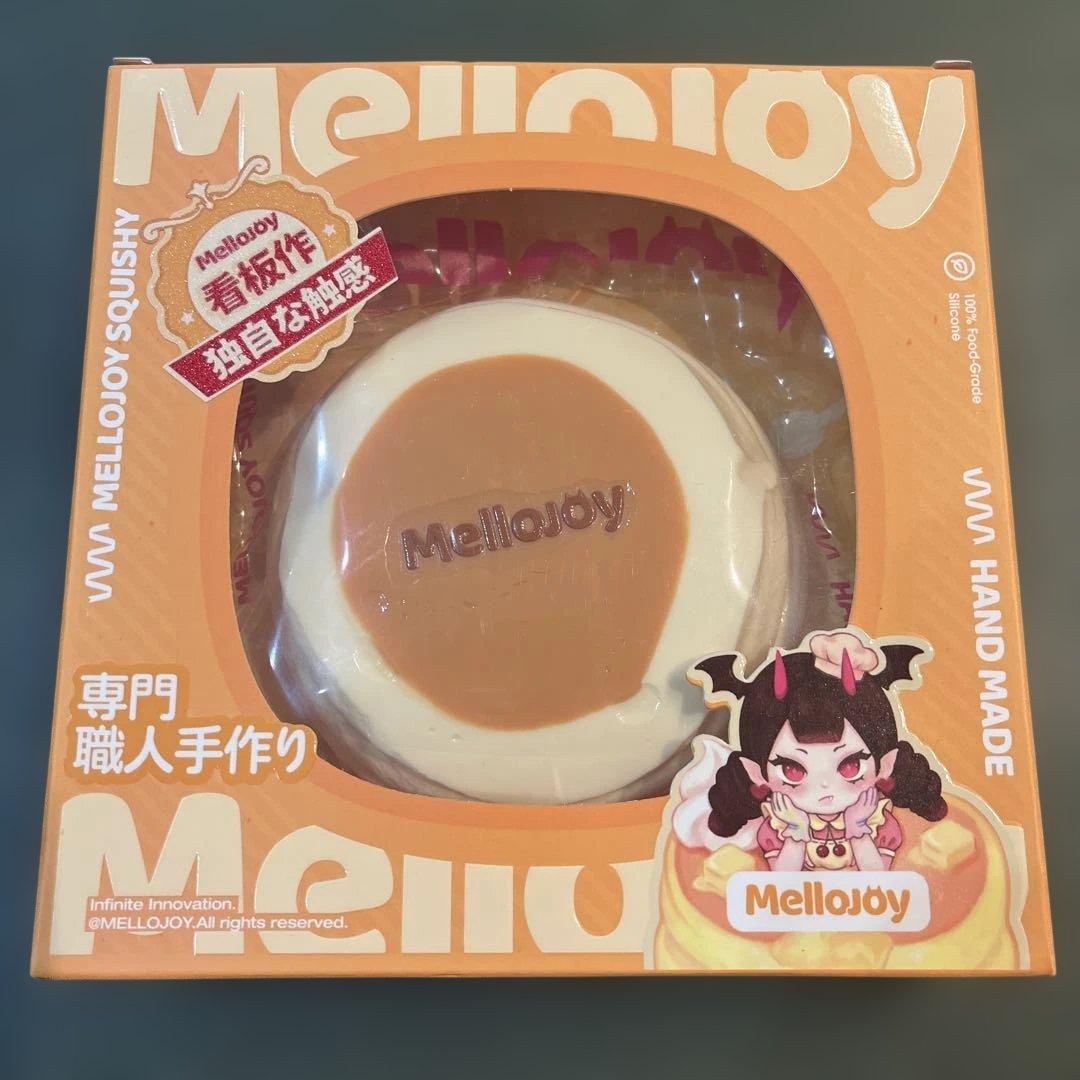 Mellojoy
MelloJOY
看板作
独自な触感
Mellojoy
MELLOJOY SQUISHY
100% Food-Grade
Silicone
MelloJOY
HAND MADE
専門
職人手作り
MelloJOY
Infinite Innovation.
@MELLOJOY.All rights reserved.